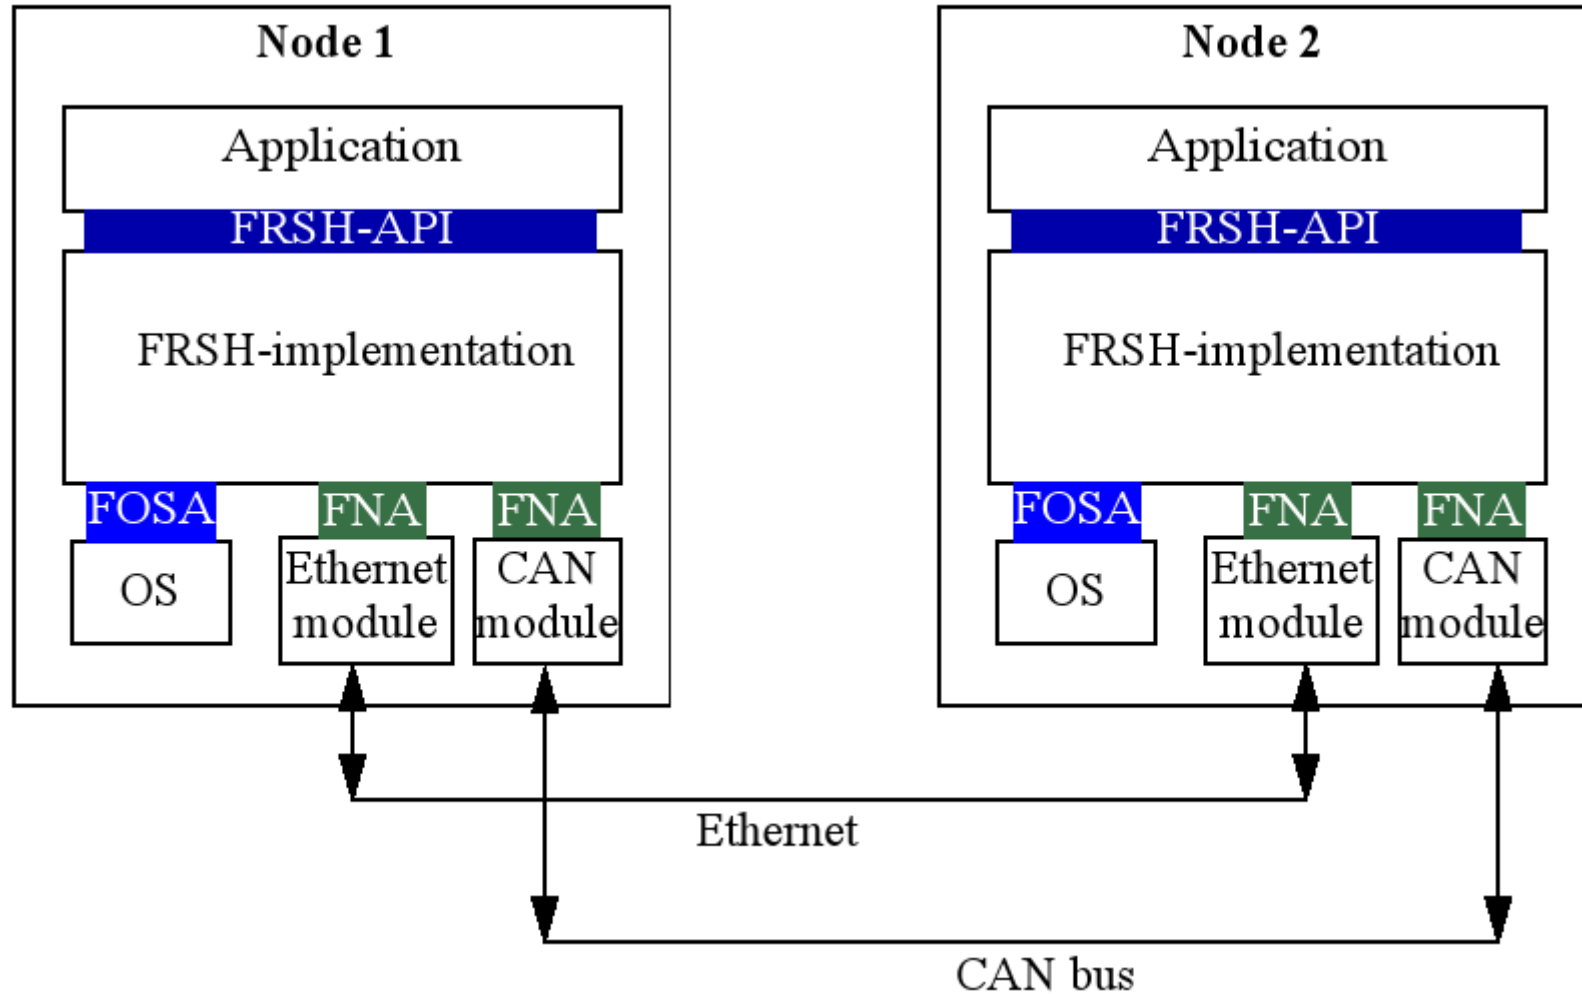 Node 1
Application
FRSH-API
FRSH-implementation
FOSA
FNA
FNA
OS
Ethernet
module
CAN
module
Node 2
Application
FRSH-API
FRSH-implementation
FOSA
FNA
FNA
OS
Ethernet
module
CAN
module
Ethernet
CAN bus